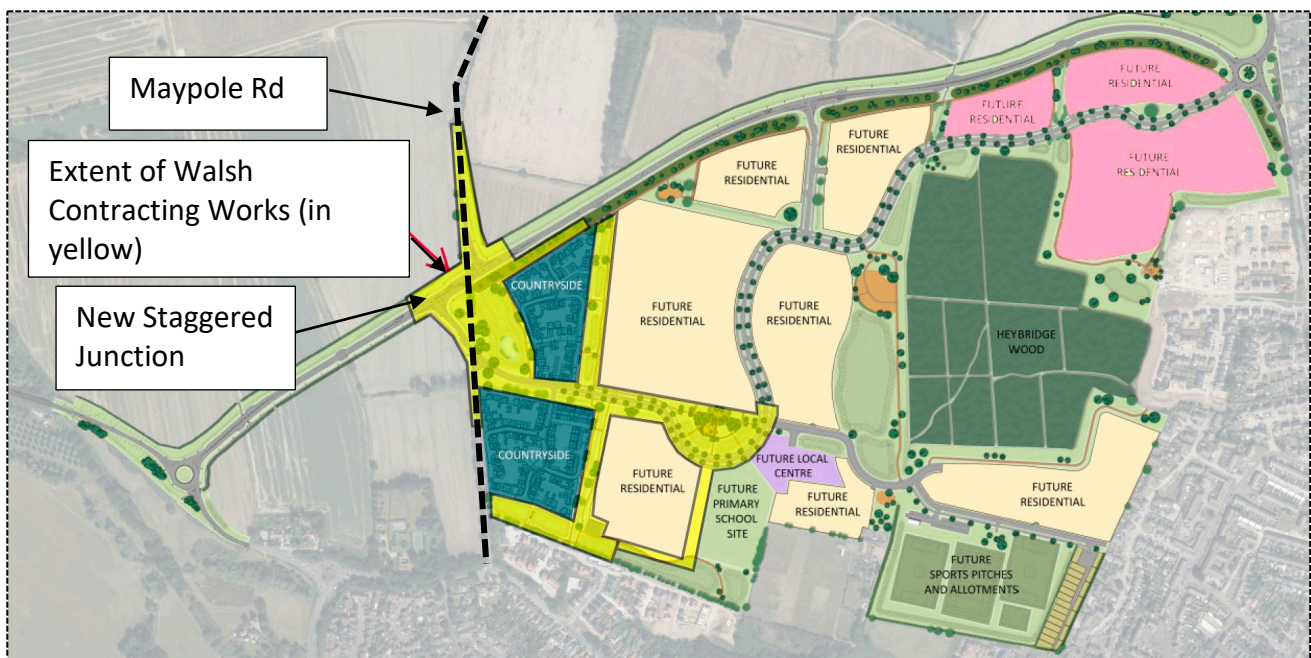 Maypole Rd
Extent of Walsh
Contracting Works (in
yellow)
New Staggered
Junction
COUNTRYSIDE
COUNTRYSIDE
FUTURE
RESIDENTIAL
FUTURE
RESIDENTIAL
FUTURE
RESIDENTIAL
FUTURE
RESIDENTIAL
FUTURE
RESIDENTIAL
FUTURE
RESIDENTIAL
FUTURE
RESIDENTIAL
FUTURE
RESIDENTIAL
HEYBRIDGE
WOOD
FUTURE
RESIDENTIAL
FUTURE LOCAL
CENTRE
FUTURE
PRIMARY
SCHOOL
SITE
FUTURE
RESIDENTIAL
FUTURE
RESIDENTIAL
FUTURE
SPORTS PITCHES
AND ALLOTMENTS